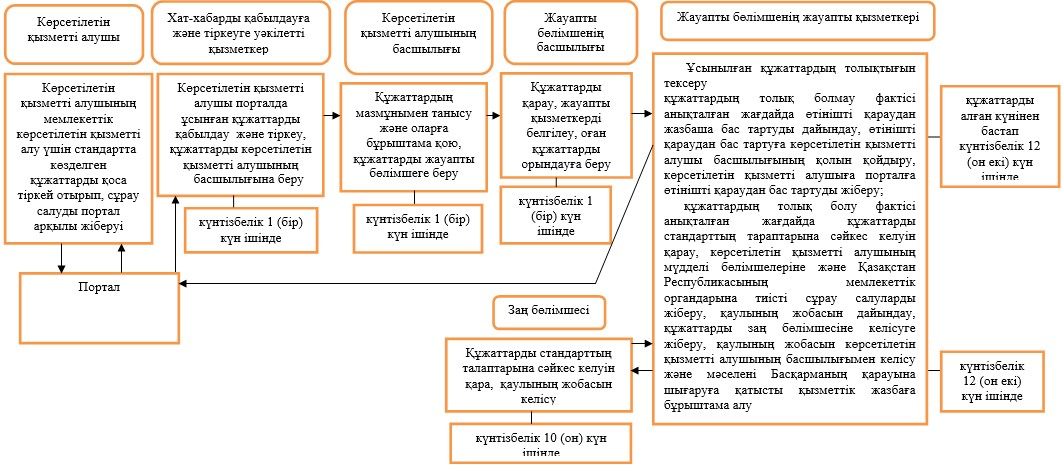 Көрсетілетін
қызметті алушы
Хат-хабарды қабылдауға
және тіркеуге уәкілетті
қызметкер
Көрсетілетін
қызметті алушының
басшылығы
Жауапты
бөлімшенің
басшылығы
Жауапты бөлімшенің жауапты қызметкері
Көрсетілетін
қызметті алушының
мемлекеттік
көрсетілетін қызметті
алу үшін стандартта
көзделген
құжаттарды қоса
тіркей отырып, сұрау
салуды портал
арқылы жіберуі
Көрсетілетін қызметті
алушы порталда
ұсынған құжаттарды
қабылдау және тіркеу,
құжаттарды көрсетілетін
қызметті алушының
басшылығына беру
күнтізбелік 1 (бір)
күн ішінде
Құжаттардың
мазмұнымен танысу
және оларға
бұрыштама қою,
құжаттарды жауапты
бөлімшеге беру
күнтізбелік 1 (бір)
күн ішінде
Құжаттарды
қарау, жауапты
қызметкерді
белгілеу, оған
құжаттарды
орындауға беру
күнтізбелік 1
(бір) күн
ішінде
Ұсынылған құжаттардың толықтығын
тексеру
құжаттардың толық болмау фактісі
анықталған жағдайда өтінішті қараудан
жазбаша бас тартуды дайындау, өтінішті
қараудан бас тартуға көрсетілетін қызметті
алушы басшылығының қолын қойдыру,
көрсетілетін қызметті алушыға порталға
өтінішті қараудан бас тартуды жіберу;
құжаттардың толық болу фактісі
анықталған жағдайда құжаттарды
стандарттың тараптарына сәйкес келуін
қарау, көрсетілетін қызметті алушының
мүдделі бөлімшелеріне және Қазақстан
Республикасының мемлекеттік
органдарына тиісті сұрау салуларды
жіберу, қаулының жобасын дайындау,
құжаттарды заң бөлімшесіне келісуге
жіберу, қаулының жобасын көрсетілетін
қызметті алушының басшылығымен келісу
және мәселені Басқарманың қарауына
шығаруға қатысты қызметтік жазбаға
бұрыштама алу
құжаттарды
алған күнінен
бастап
күнтізбелік 12
(он екі) күн
ішінде
күнтізбелік
12 (он екі)
күн ішінде
Портал
Заң бөлімшесі
Құжаттарды стандарттың
талаптарына сәйкес келуін
қара, қаулының жобасын
келісу
күнтізбелік 10 (он) күн
ішінде